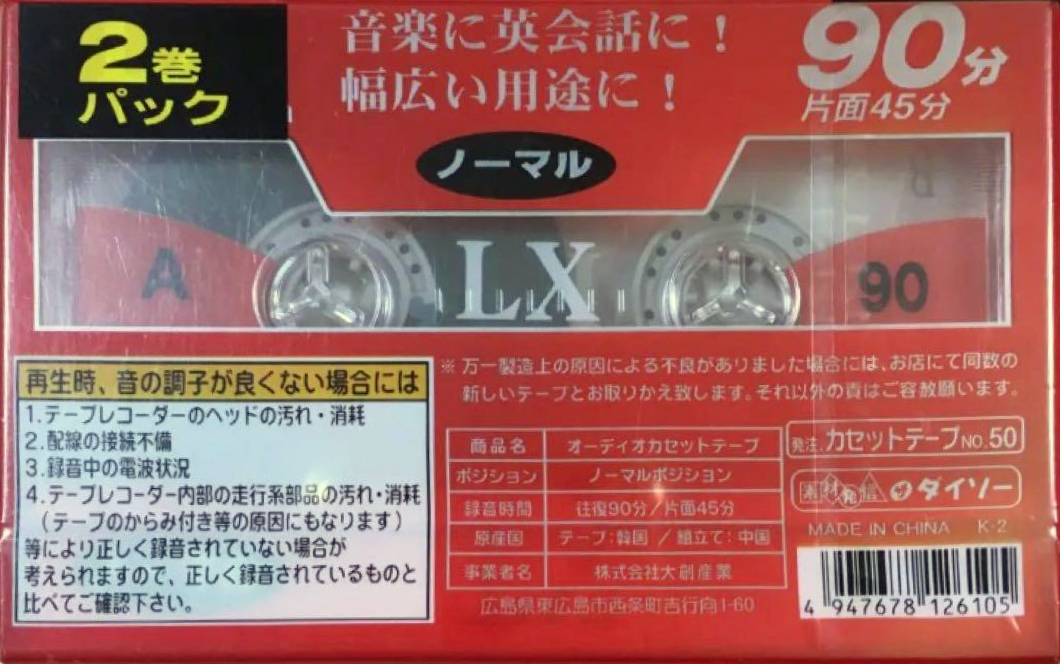 2巻
パック
音楽に英会話に！
幅広い用途に！
90分
片面45分
ノーマル
A
LX
90
再生時、音の調子が良くない場合には
1.テープレコーダーのヘッドの汚れ・消耗
2.配線の接続不備
3.録音中の電波状況
4.テープレコーダー内部の走行系部品の汚れ・消耗
（テープのからみ付き等の原因にもなります）
等により正しく録音されていない場合が
考えられますので、正しく録音されているものと
比べてご確認下さい。
※ 万一製造上の原因による不良がありました場合には、お店にて同数の
新しいテープとお取りかえ致します。それ以外の責はご容赦願います。
商品名 オーディオカセットテープ
ポジション ノーマルポジション
録音時間 往復90分／片面45分
原産国 テープ：韓国 ／ 組立て：中国
事業者名 株式会社大創産業
広島県東広島市西条町吉行向1-60
発注.カセットテープNO.50
ダイソー
MADE IN CHINA K-2
4 947678 126105